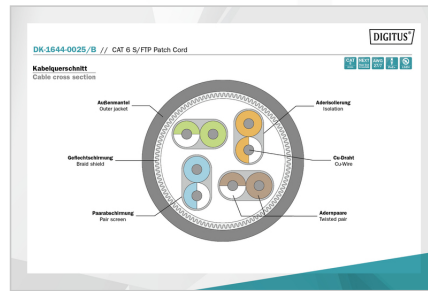 DIGITUS®
DK-1644-0025/B // CAT 6 S/FTP Patch Cord
Kabelquerschnitt
Cable cross section
Außenmantel
Outer jacket
Aderisolierung
Isolation
Geflechtschirmung
Braid shield
Cu-Draht
Cu-Wire
Paarabschirmung
Pair screen
Adernpaare
Twisted pair